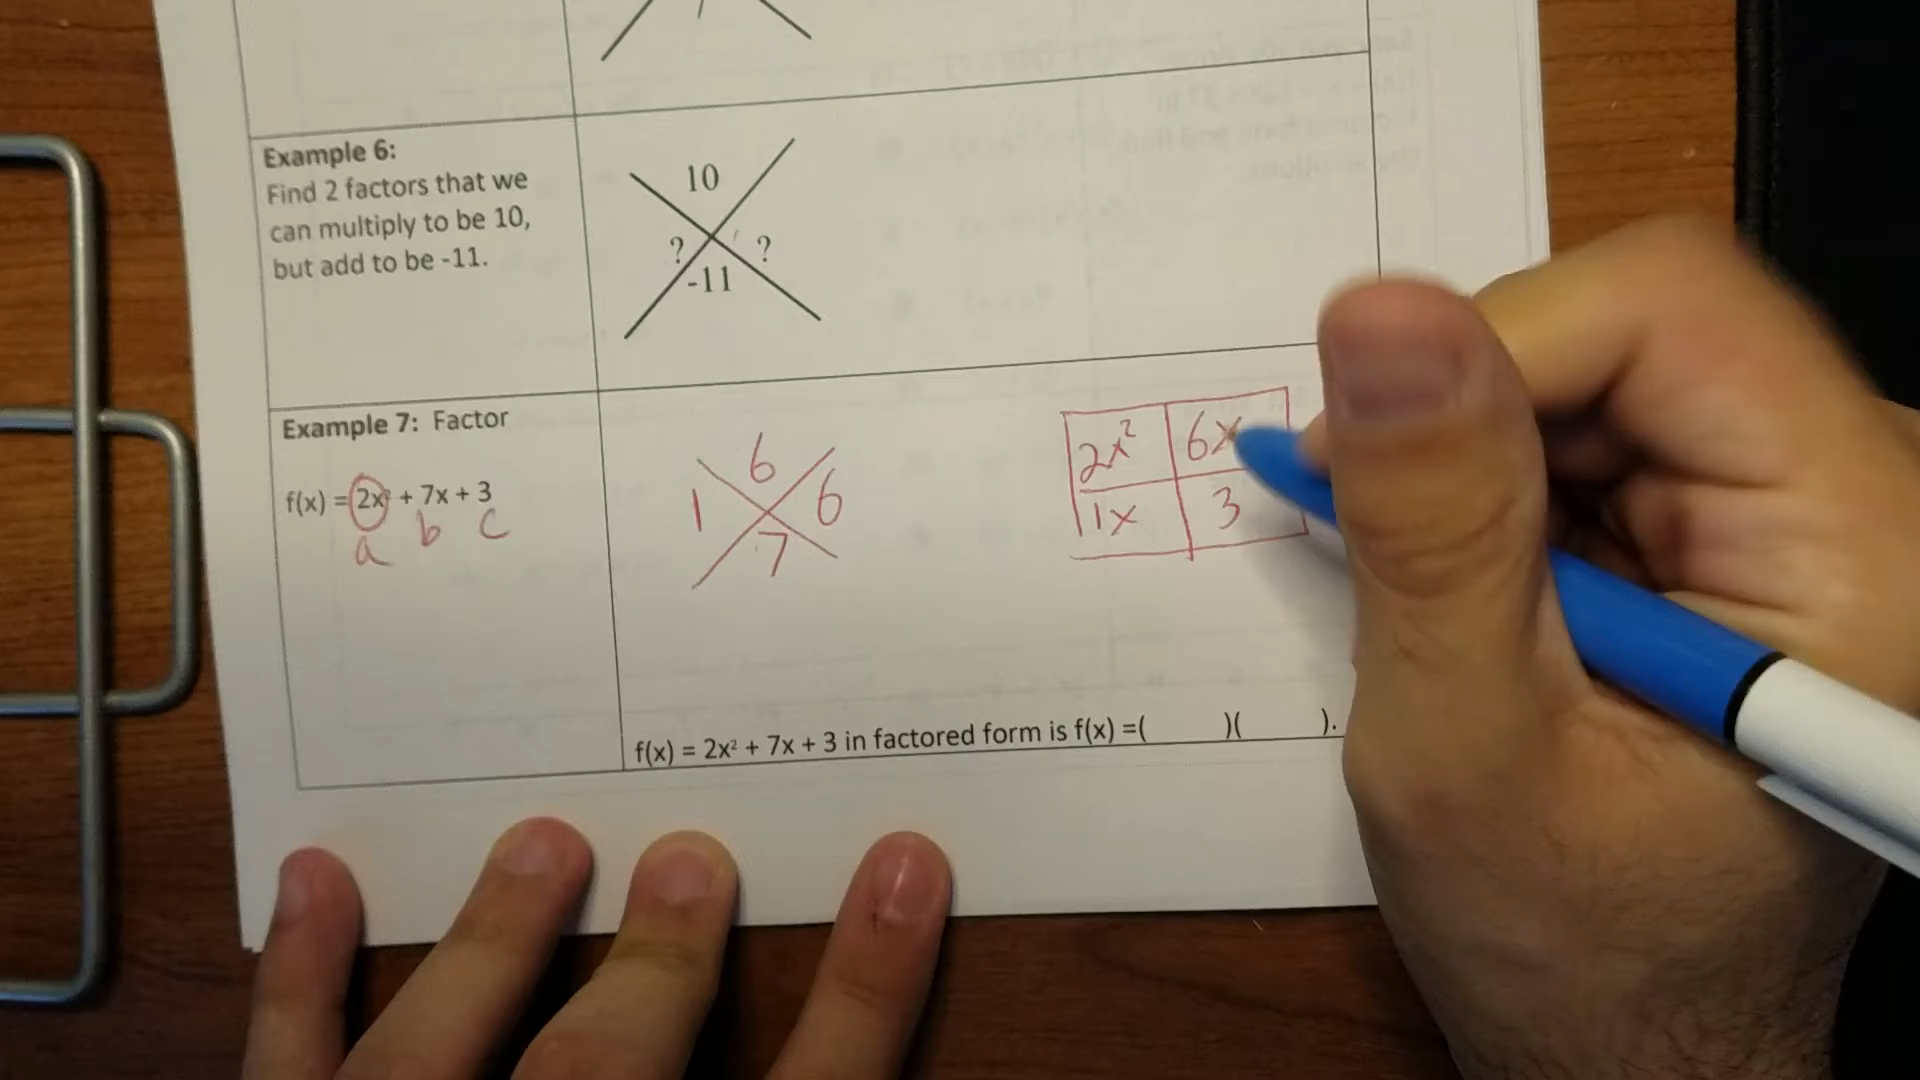 Example 6:
Find 2 factors that we
can multiply to be 10,
but add to be -11.
10
? ?
-11
Example 7: Factor
f(x) = 2x² + 7x + 3
a b c
6
1 6
7
2x² 6x
1x 3
f(x) = 2x² + 7x + 3 in factored form is f(x) =( )( ).